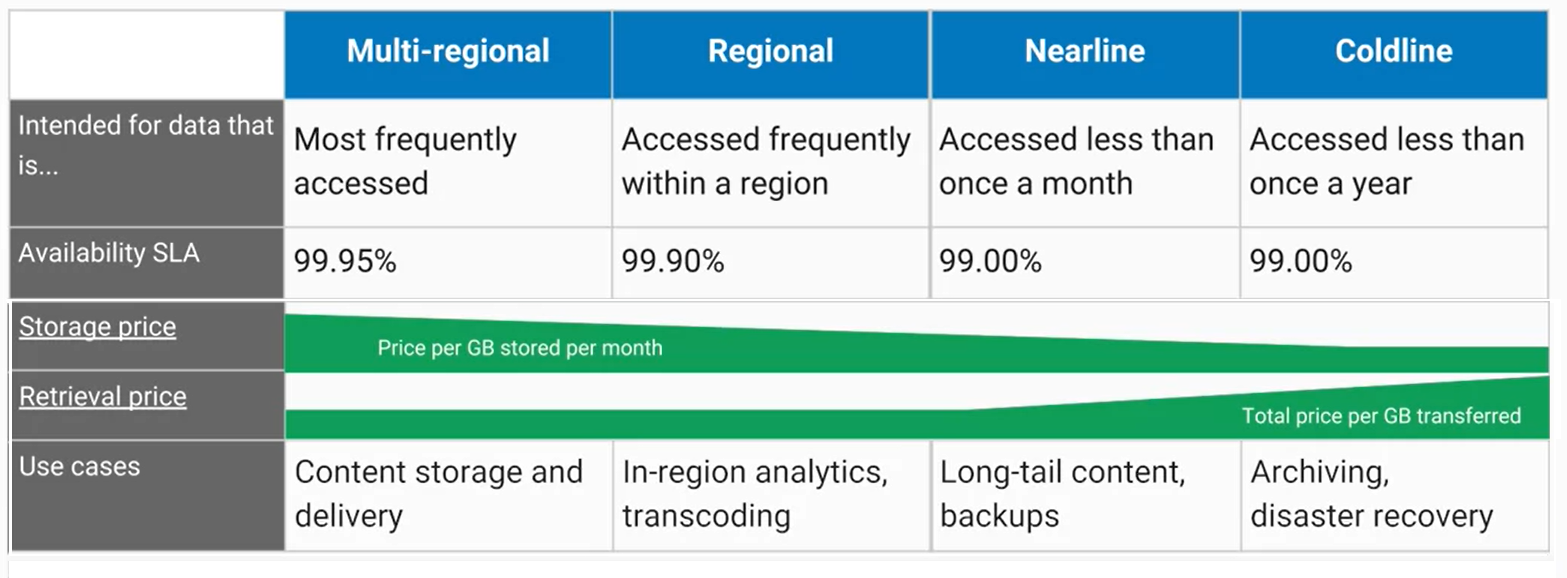 Multi-regional
Regional
Nearline
Coldline
Intended for data that
is...
Most frequently
accessed
Accessed frequently
within a region
Accessed less than
once a month
Accessed less than
once a year
Availability SLA
99.95%
99.90%
99.00%
99.00%
Storage price
Price per GB stored per month
Retrieval price
Total price per GB transferred
Use cases
Content storage and
delivery
In-region analytics,
transcoding
Long-tail content,
backups
Archiving,
disaster recovery